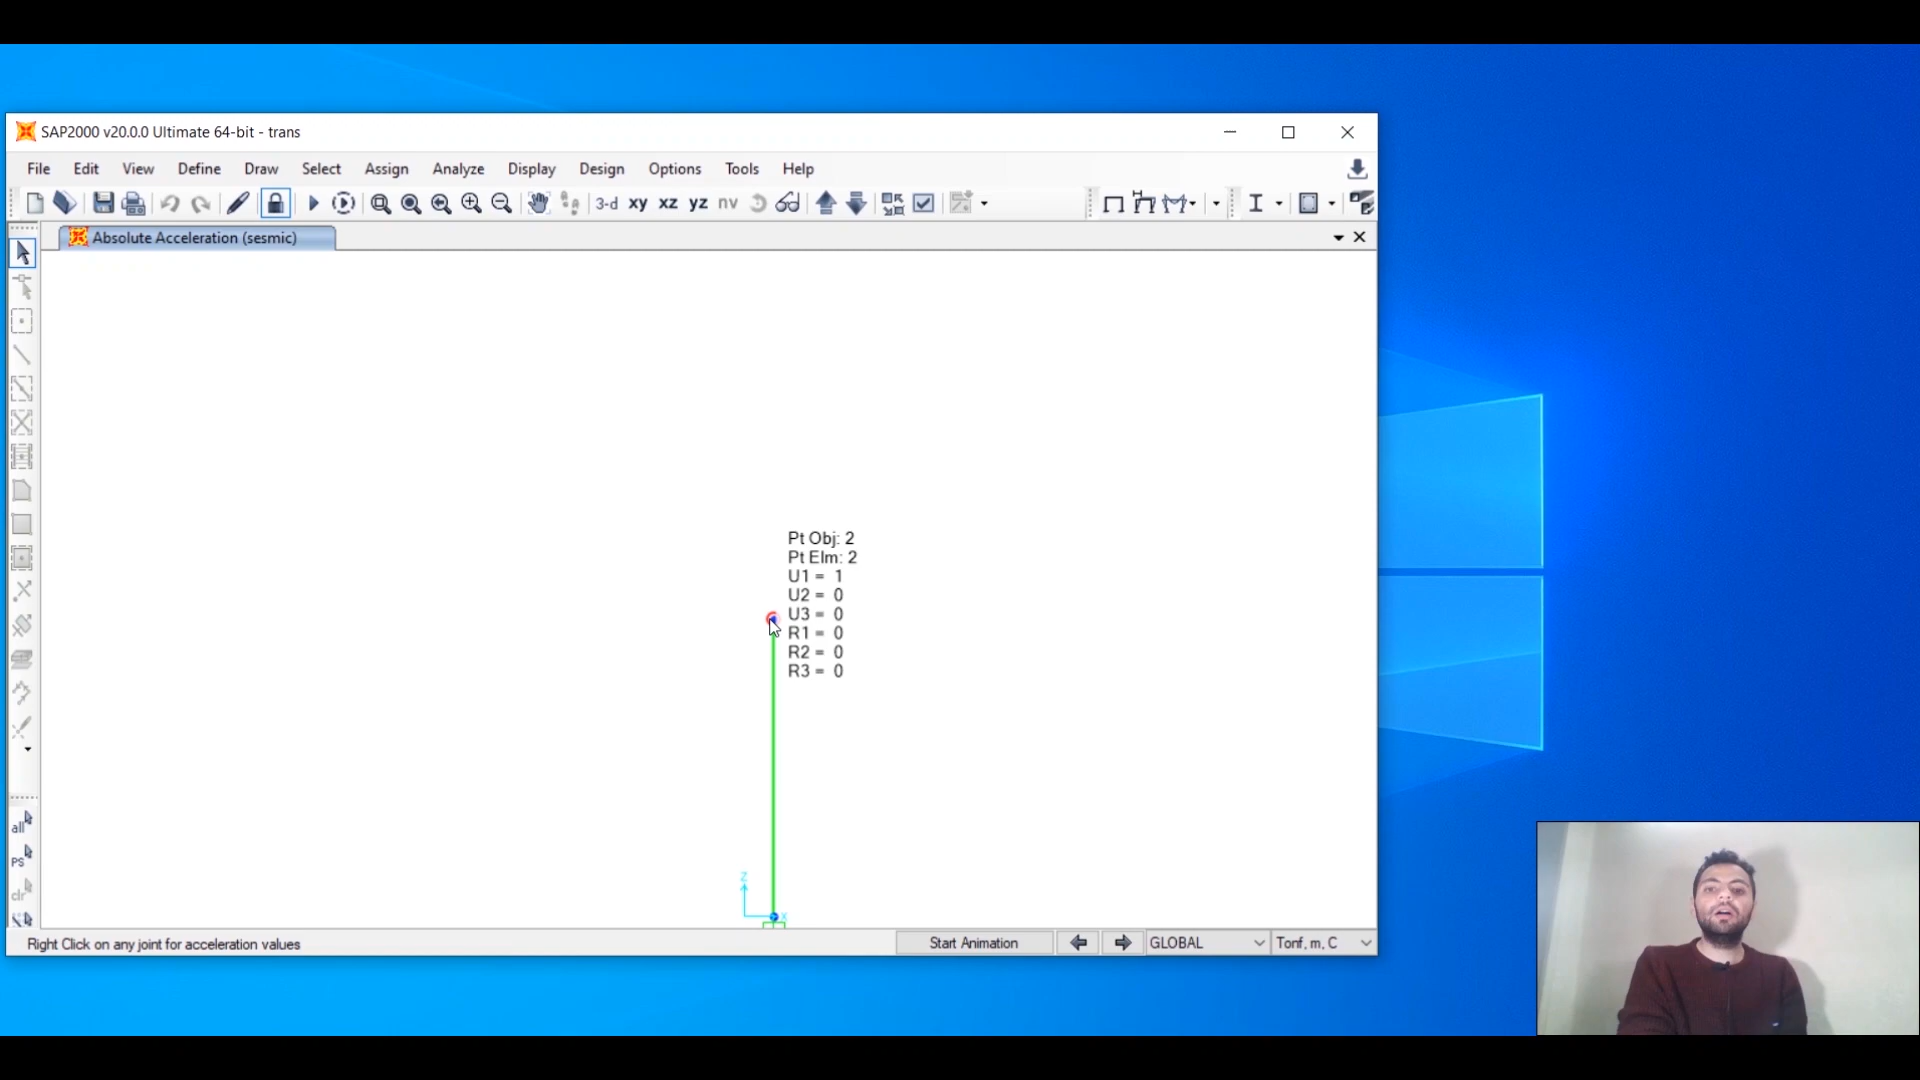 SAP2000 v20.0.0 Ultimate 64-bit - trans
File Edit View Define Draw Select Assign Analyze Display Design Options Tools Help
3-d xy xz yz nv
Absolute Acceleration (sesmic)
Pt Obj: 2
Pt Elm: 2
U1 = 1
U2 = 0
U3 = 0
R1 = 0
R2 = 0
R3 = 0
all
PS
clr
Z
X
Right Click on any joint for acceleration values
Start Animation
GLOBAL
Tonf, m, C